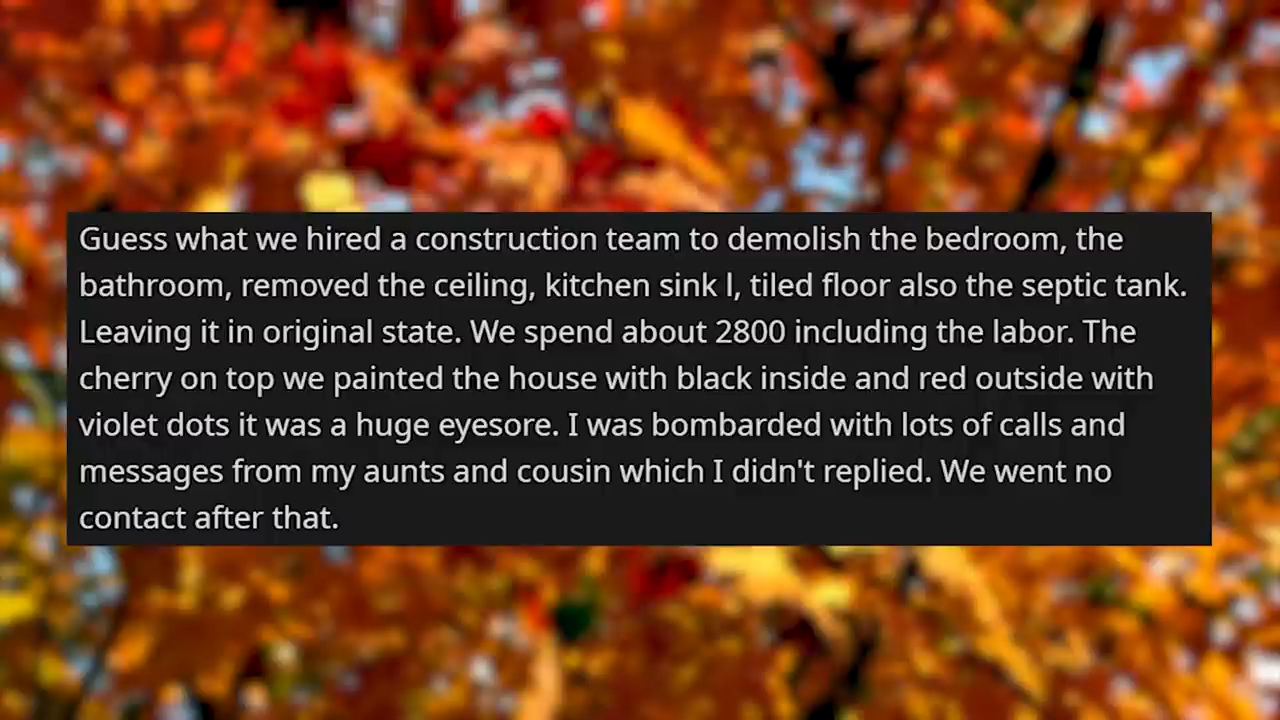 Guess what we hired a construction team to demolish the bedroom, the
bathroom, removed the ceiling, kitchen sink l, tiled floor also the septic tank.
Leaving it in original state. We spend about 2800 including the labor. The
cherry on top we painted the house with black inside and red outside with
violet dots it was a huge eyesore. I was bombarded with lots of calls and
messages from my aunts and cousin which I didn't replied. We went no
contact after that.